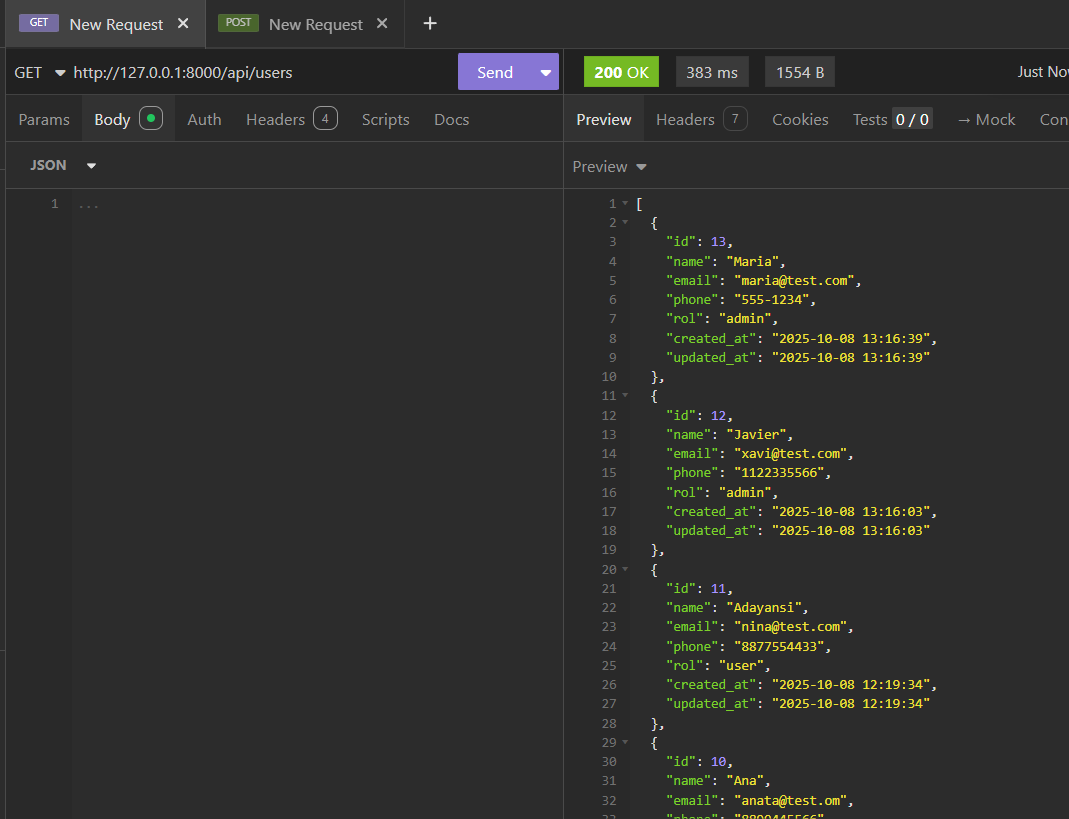 GET New Request × POST New Request × +
GET http://127.0.0.1:8000/api/users Send 200 OK 383 ms 1554 B Just Now
Params Body Auth Headers 4 Scripts Docs
Preview Headers 7 Cookies Tests 0 / 0 → Mock Con
JSON
Preview
1 ...
1 [
2 {
3 "id": 13,
4 "name": "Maria",
5 "email": "maria@test.com",
6 "phone": "555-1234",
7 "rol": "admin",
8 "created_at": "2025-10-08 13:16:39",
9 "updated_at": "2025-10-08 13:16:39"
10 },
11 {
12 "id": 12,
13 "name": "Javier",
14 "email": "xavi@test.com",
15 "phone": "1122335566",
16 "rol": "admin",
17 "created_at": "2025-10-08 13:16:03",
18 "updated_at": "2025-10-08 13:16:03"
19 },
20 {
21 "id": 11,
22 "name": "Adayansi",
23 "email": "nina@test.com",
24 "phone": "8877554433",
25 "rol": "user",
26 "created_at": "2025-10-08 12:19:34",
27 "updated_at": "2025-10-08 12:19:34"
28 },
29 {
30 "id": 10,
31 "name": "Ana",
32 "email": "anata@test.om",